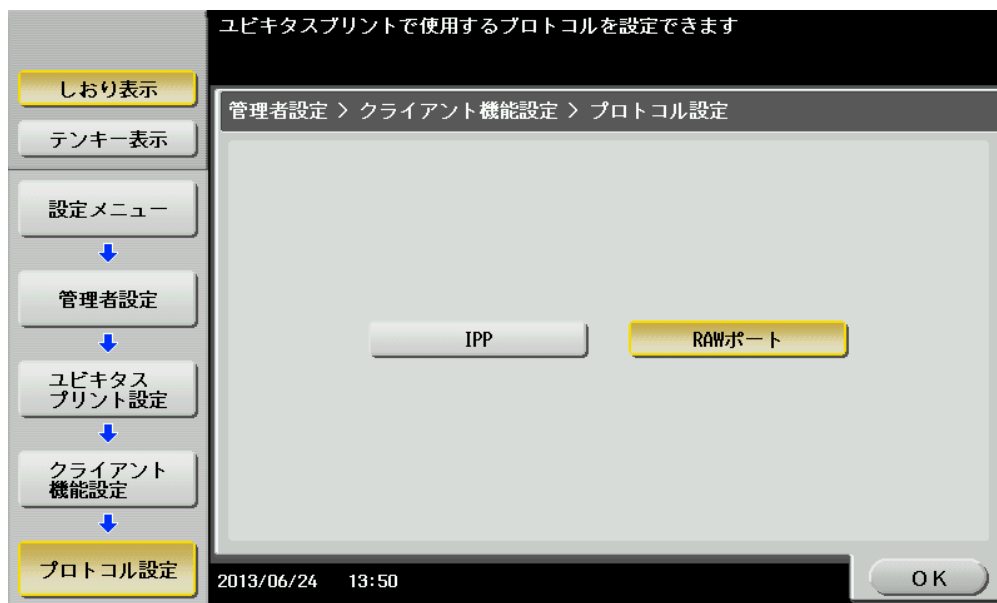 ユビキタスプリントで使用するプロトコルを設定できます
しおり表示
テンキー表示
設定メニュー
管理者設定
ユビキタス
プリント設定
クライアント
機能設定
プロトコル設定
管理者設定 > クライアント機能設定 > プロトコル設定
IPP
RAWポート
2013/06/24 13:50
OK